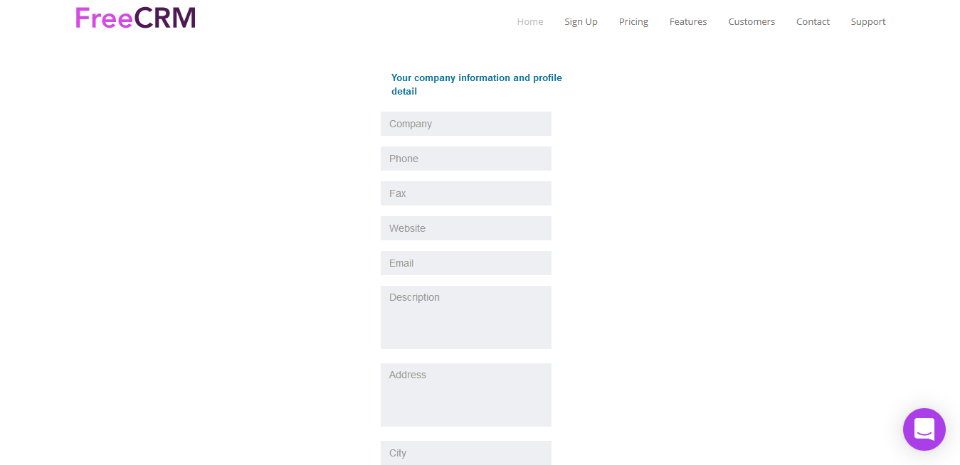 FreeCRM
Home Sign Up Pricing Features Customers Contact Support
Your company information and profile
detail
Company
Phone
Fax
Website
Email
Description
Address
City